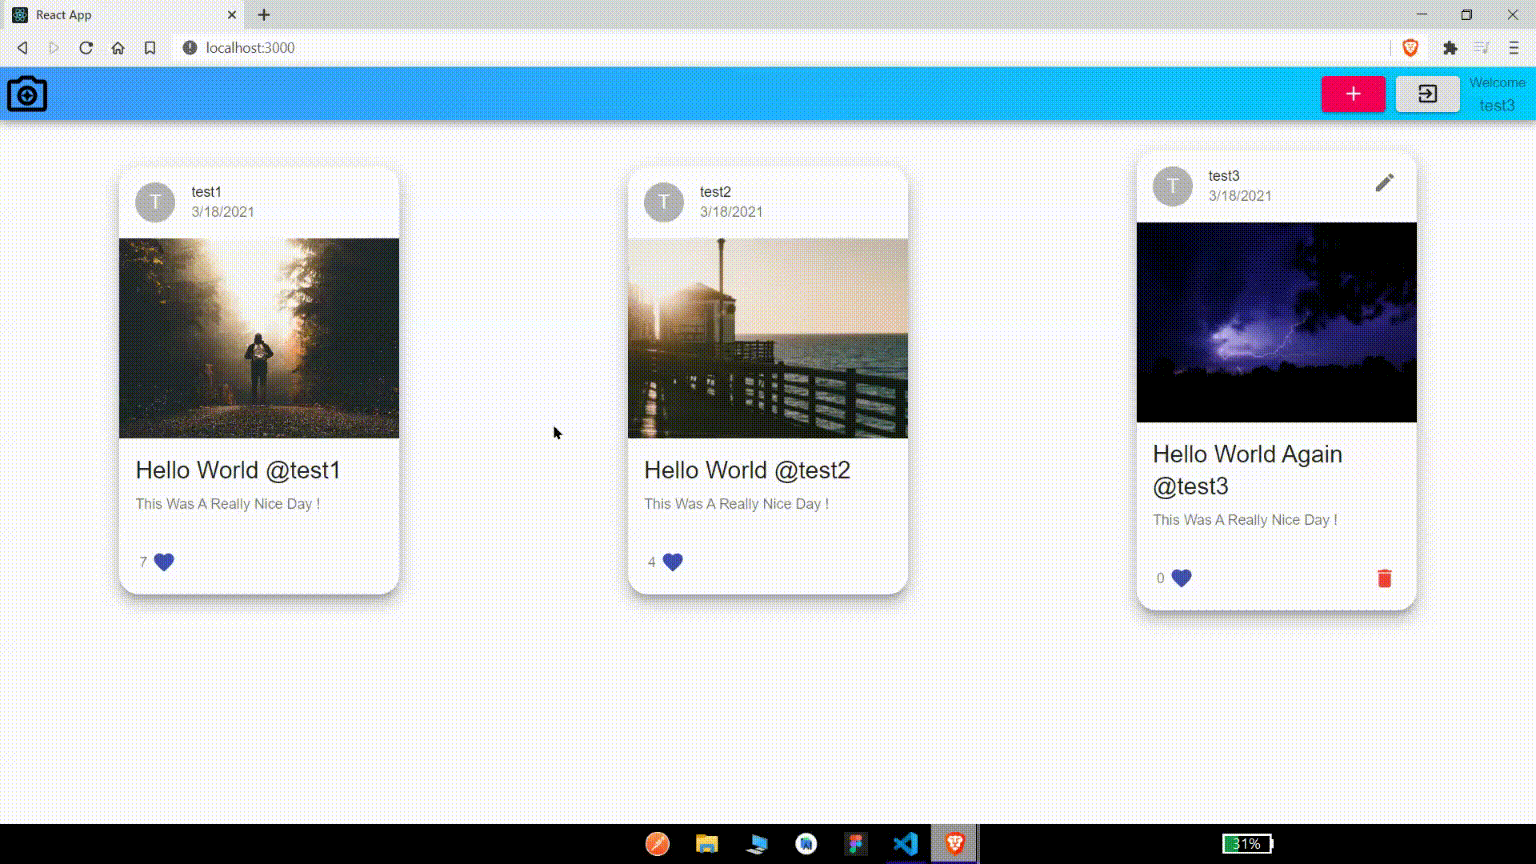 React App
localhost:3000
+
Welcome
test3
T
test1
3/18/2021
Hello World @test1
This Was A Really Nice Day !
7
T
test2
3/18/2021
Hello World @test2
This Was A Really Nice Day !
4
T
test3
3/18/2021
Hello World Again
@test3
This Was A Really Nice Day !
0
31%